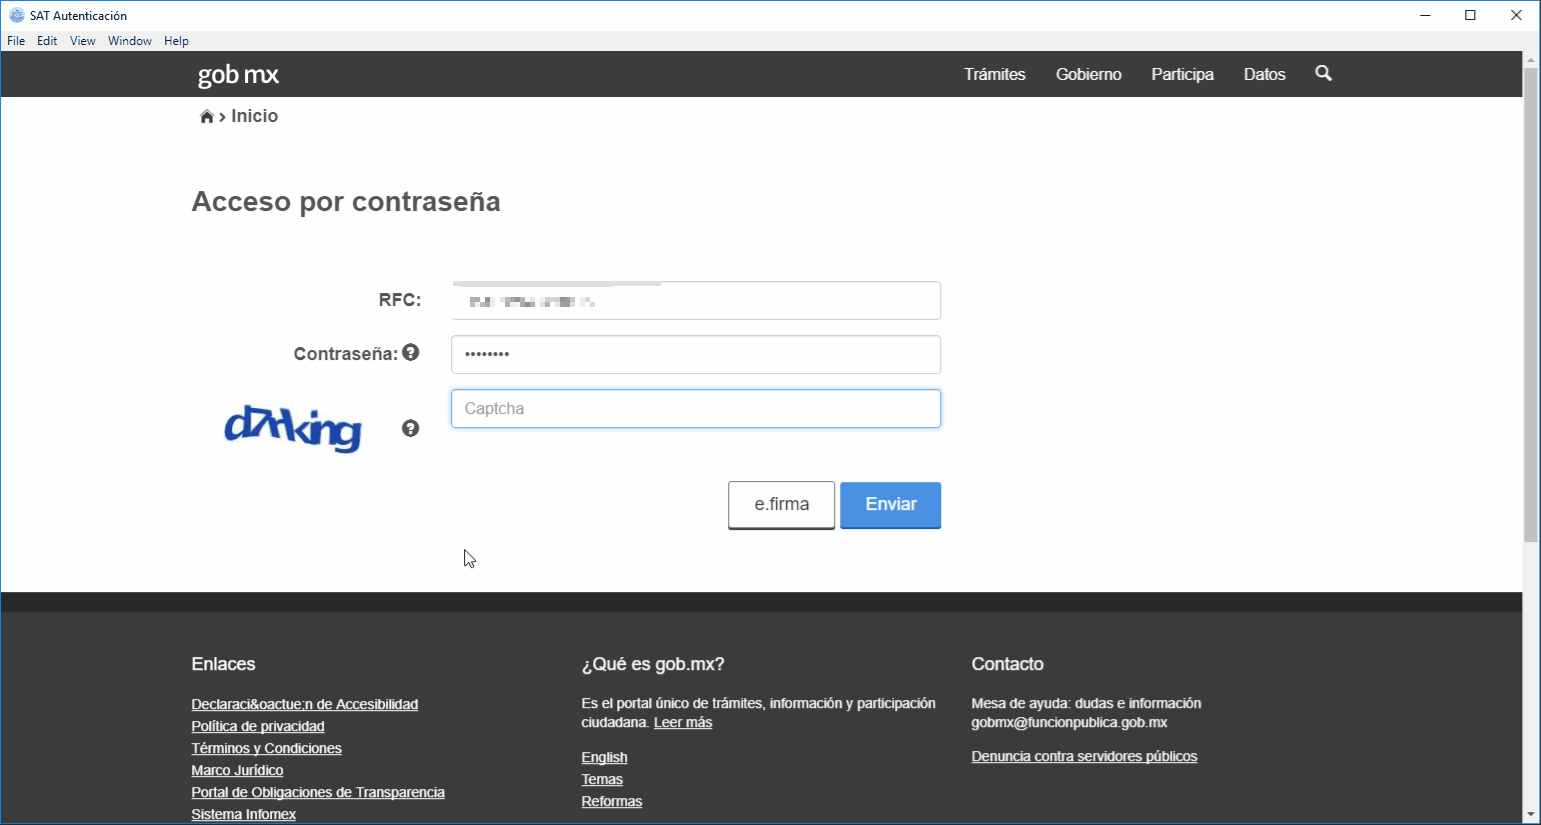 SAT Autenticación
File Edit View Window Help
gob mx
Trámites Gobierno Participa Datos
Inicio
Acceso por contraseña
RFC:
Contraseña:
••••••••
Captcha
e.firma Enviar
Enlaces
Declaraci&oactue;n de Accesibilidad
Política de privacidad
Términos y Condiciones
Marco Jurídico
Portal de Obligaciones de Transparencia
Sistema Infomex
¿Qué es gob.mx?
Es el portal único de trámites, información y participación
ciudadana. Leer más
English
Temas
Reformas
Contacto
Mesa de ayuda: dudas e información
gobmx@funcionpublica.gob.mx
Denuncia contra servidores públicos